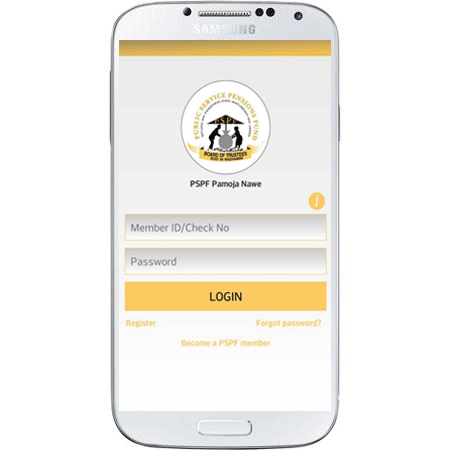 SAMSUNG
PUBLIC SERVICE PENSIONS FUND
BOARD OF TRUSTEES
PSPF Pamoja Nawe
i
Member ID/Check No
Password
LOGIN
Register
Forgot password?
Become a PSPF member